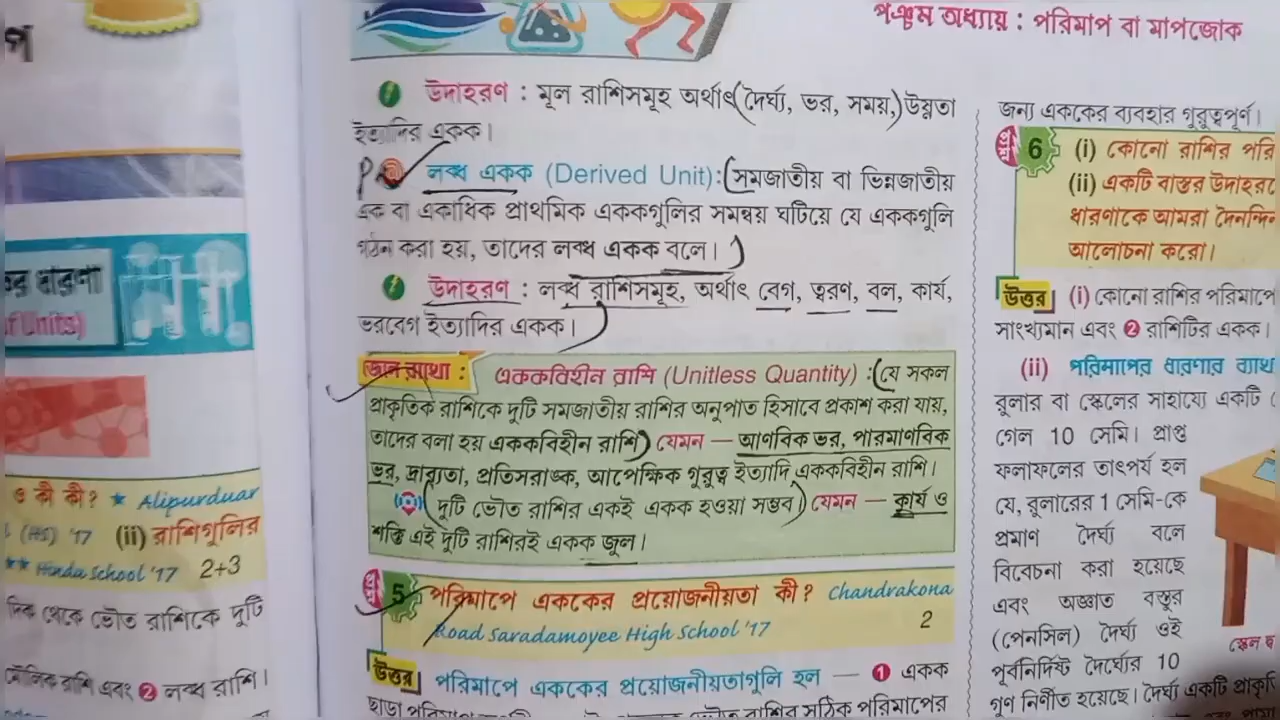 পঞ্চম অধ্যায় : পরিমাপ বা মাপজোক
র ধারণা
of Units)
ও কী কী? ★ Alipurduar
(HS) '17 (ii) রাশিগুলির
★★ Hindu School '17 2+3
দিক থেকে ভৌত রাশিকে দুটি
মৌলিক রাশি এবং 2 লব্ধ রাশি।
উদাহরণ : মূল রাশিসমূহ অর্থাৎ (দৈর্ঘ্য, ভর, সময়,) উষ্ণতা
ইত্যাদির একক।
লব্ধ একক (Derived Unit): (সমজাতীয় বা ভিন্নজাতীয়
এক বা একাধিক প্রাথমিক এককগুলির সমন্বয় ঘটিয়ে যে এককগুলি
গঠন করা হয়, তাদের লব্ধ একক বলে। )
উদাহরণ : লব্ধ রাশিসমূহ, অর্থাৎ বেগ, ত্বরণ, বল, কার্য,
ভরবেগ ইত্যাদির একক। )
জেনে রাখো : এককবিহীন রাশি (Unitless Quantity) : (যে সকল
প্রাকৃতিক রাশিকে দুটি সমজাতীয় রাশির অনুপাত হিসাবে প্রকাশ করা যায়,
তাদের বলা হয় এককবিহীন রাশি) যেমন — আণবিক ভর, পারমাণবিক
ভর, দ্রাব্যতা, প্রতিসরাঙ্ক, আপেক্ষিক গুরুত্ব ইত্যাদি এককবিহীন রাশি।
(দুটি ভৌত রাশির একই একক হওয়া সম্ভব) যেমন — কার্য ও
শক্তি এই দুটি রাশিরই একক জুল।
প্রশ্ন 5 পরিমাপে এককের প্রয়োজনীয়তা কী? Chandrakona
Road Saradamoyee High School '17 2
উত্তর পরিমাপে এককের প্রয়োজনীয়তাগুলি হল — 1 একক
ছাড়া রাশির সঠিক পরিমাপের
জন্য এককের ব্যবহার গুরুত্বপূর্ণ।
প্রশ্ন 6 (i) কোনো রাশির পরি
(ii) একটি বাস্তব উদাহরণে
ধারণাকে আমরা দৈনন্দিন
আলোচনা করো।
উত্তর (i) কোনো রাশির পরিমাপে
সাংখ্যমান এবং 2 রাশিটির একক।
(ii) পরিমাপের ধারণার ব্যাখ
রুলার বা স্কেলের সাহায্যে একটি
গেল 10 সেমি। প্রাপ্ত
ফলাফলের তাৎপর্য হল
যে, রুলারের 1 সেমি-কে
প্রমাণ দৈর্ঘ্য বলে
বিবেচনা করা হয়েছে
এবং অজ্ঞাত বস্তুর
(পেনসিল) দৈর্ঘ্য ওই
পূর্বনির্দিষ্ট দৈর্ঘ্যের 10
গুণ নির্ণীত হয়েছে। দৈর্ঘ্য একটি প্রাকৃতি
স্কেল দ্ব